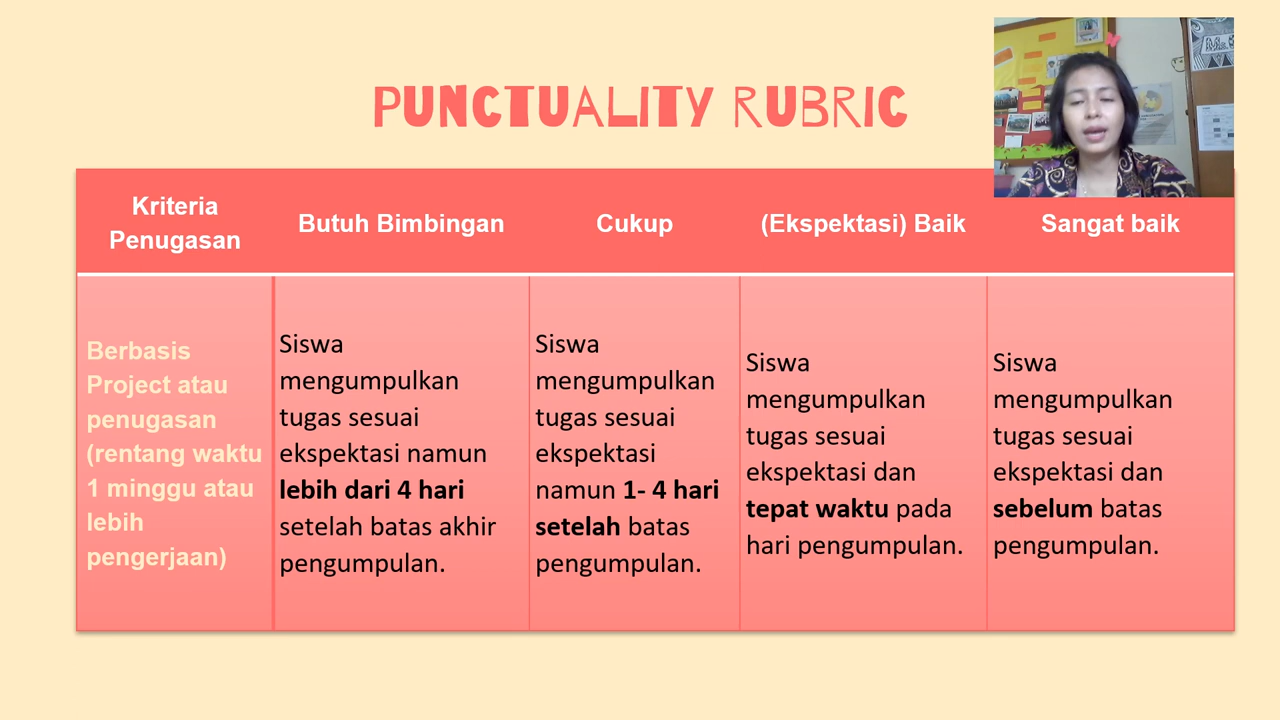 PUNCTUALITY RUBRIC
Kriteria
Penugasan
Butuh Bimbingan
Cukup
(Ekspektasi) Baik
Sangat baik
Berbasis
Project atau
penugasan
(rentang waktu
1 minggu atau
lebih
pengerjaan)
Siswa
mengumpulkan
tugas sesuai
ekspektasi namun
lebih dari 4 hari
setelah batas akhir
pengumpulan.
Siswa
mengumpulkan
tugas sesuai
ekspektasi
namun 1- 4 hari
setelah batas
pengumpulan.
Siswa
mengumpulkan
tugas sesuai
ekspektasi dan
tepat waktu pada
hari pengumpulan.
Siswa
mengumpulkan
tugas sesuai
ekspektasi dan
sebelum batas
pengumpulan.